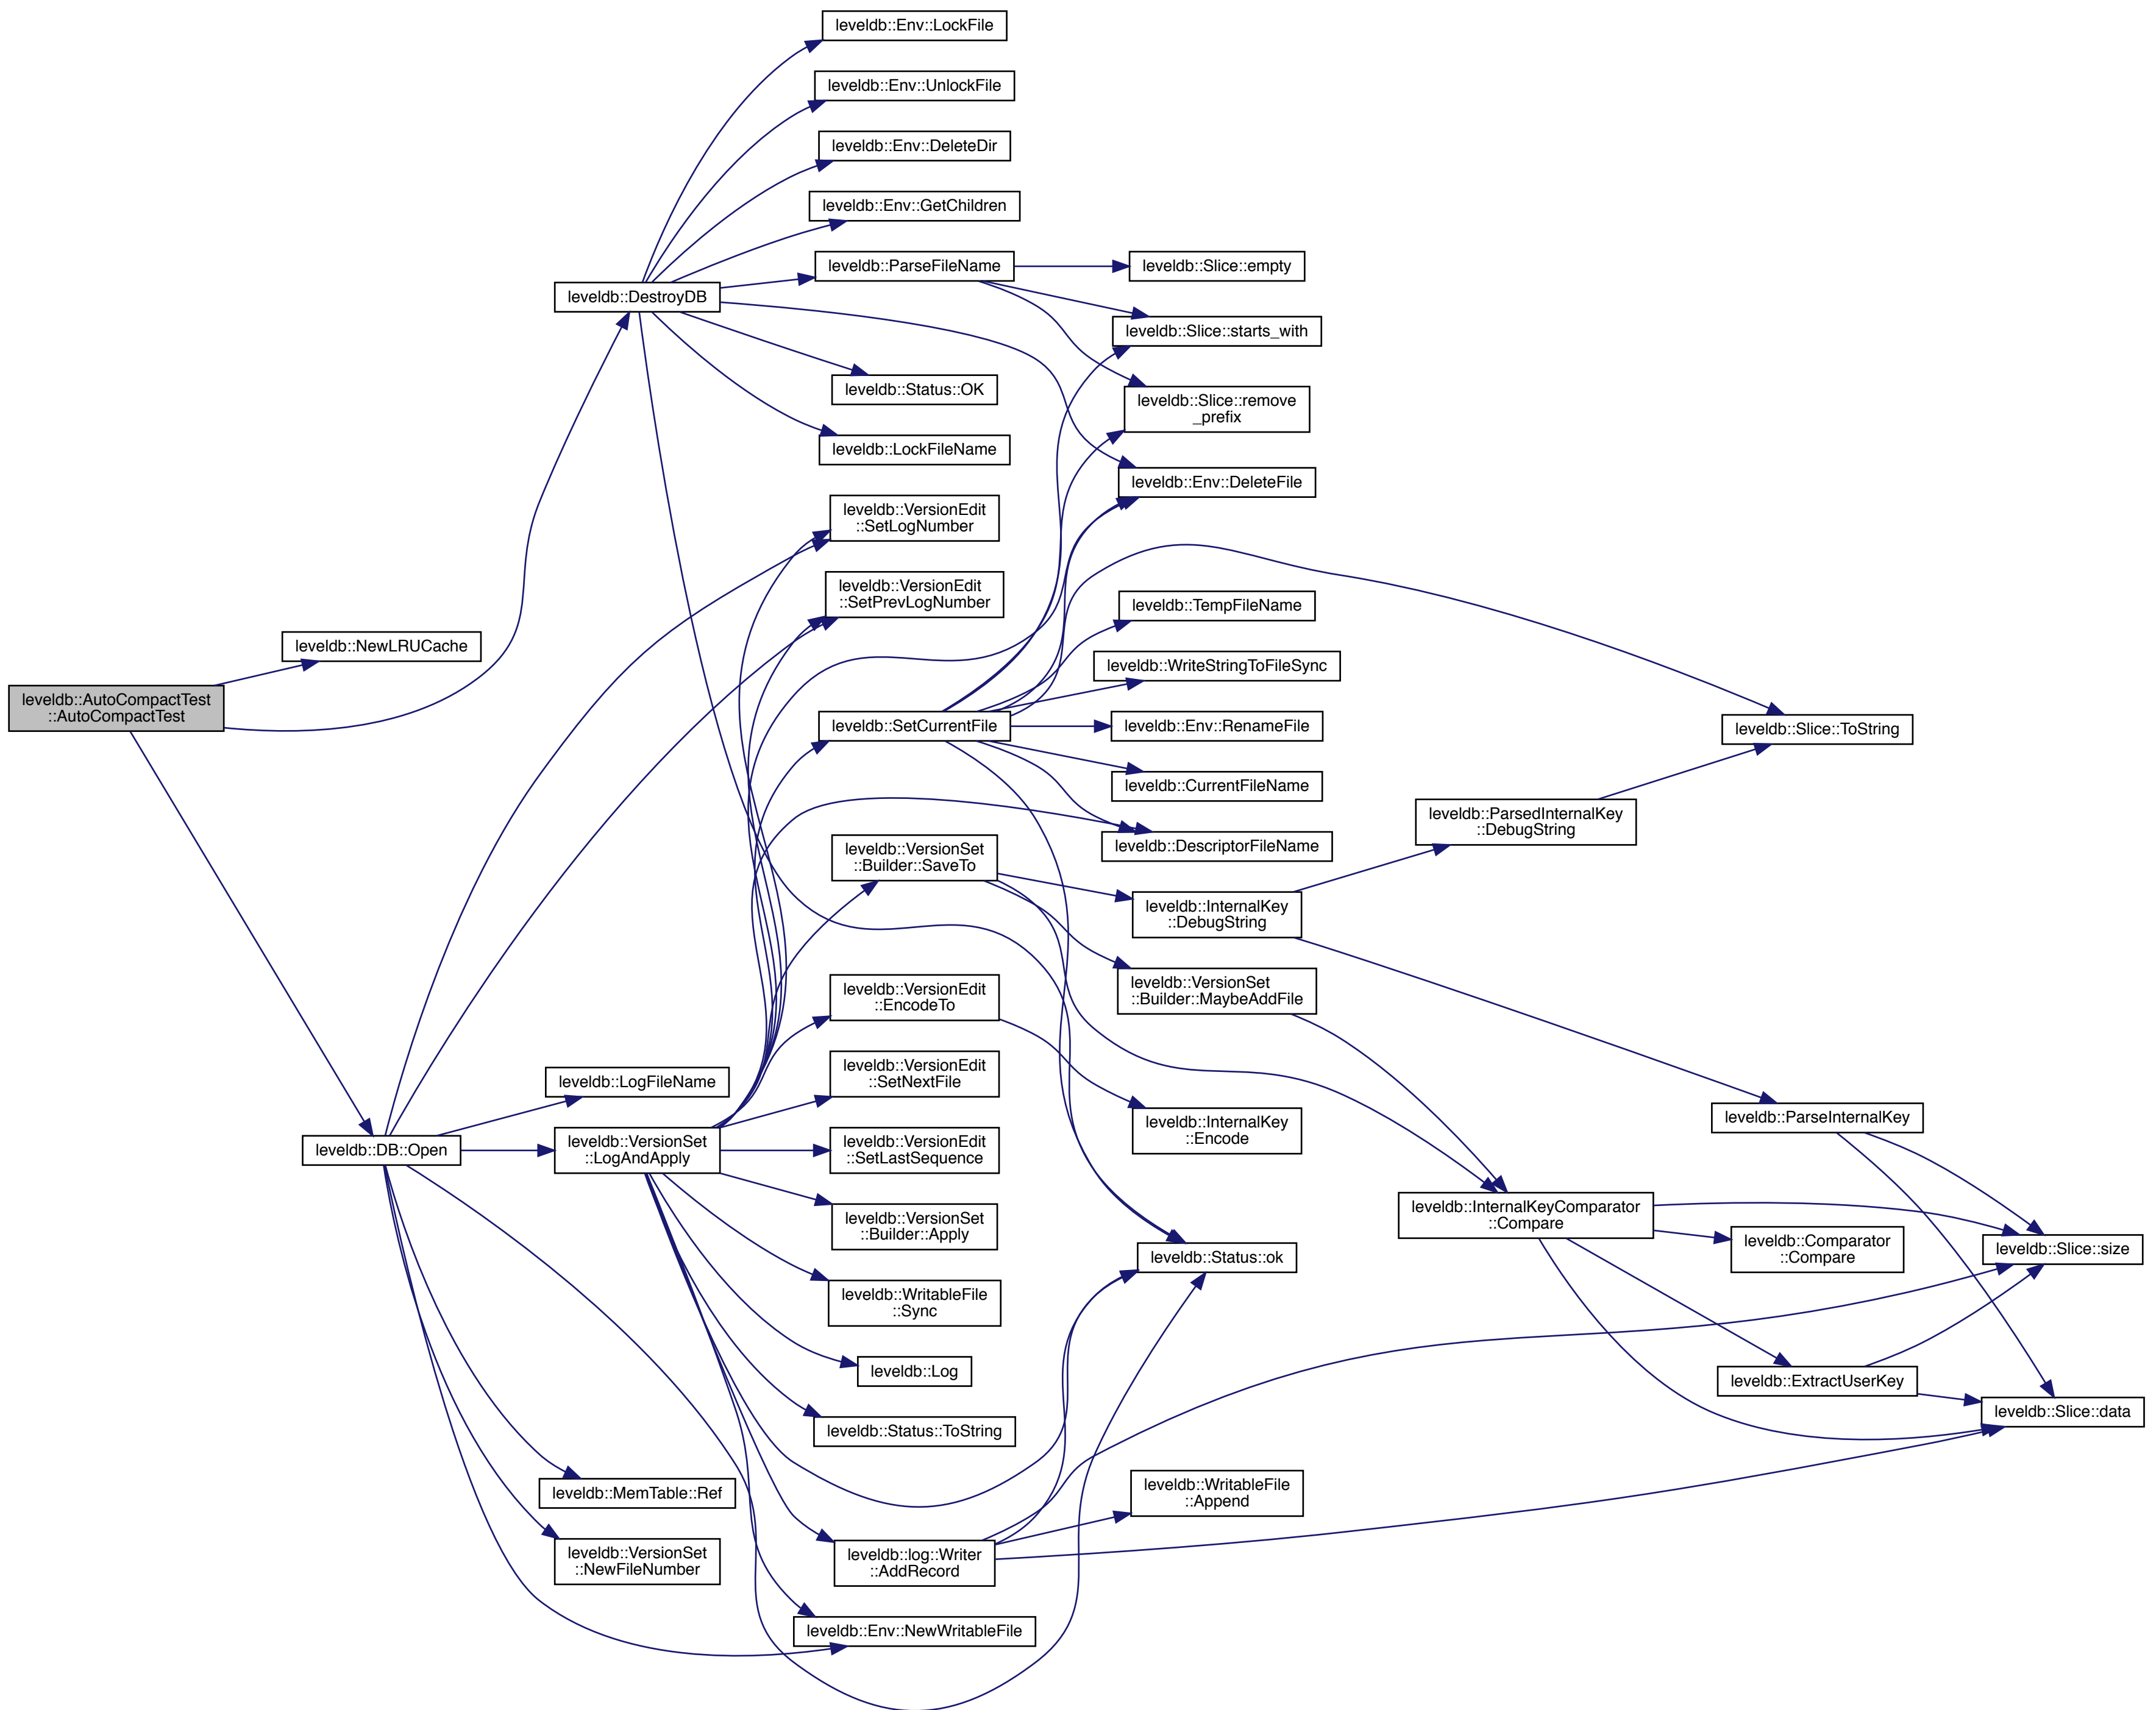 leveldb::AutoCompactTest
::AutoCompactTest
leveldb::NewLRUCache
leveldb::DB::Open
leveldb::DestroyDB
leveldb::LogFileName
leveldb::VersionSet
::LogAndApply
leveldb::MemTable::Ref
leveldb::VersionSet
::NewFileNumber
leveldb::Env::LockFile
leveldb::Env::UnlockFile
leveldb::Env::DeleteDir
leveldb::Env::GetChildren
leveldb::ParseFileName
leveldb::Status::OK
leveldb::LockFileName
leveldb::VersionEdit
::SetLogNumber
leveldb::VersionEdit
::SetPrevLogNumber
leveldb::SetCurrentFile
leveldb::VersionSet
::Builder::SaveTo
leveldb::VersionEdit
::EncodeTo
leveldb::VersionEdit
::SetNextFile
leveldb::VersionEdit
::SetLastSequence
leveldb::VersionSet
::Builder::Apply
leveldb::WritableFile
::Sync
leveldb::Log
leveldb::Status::ToString
leveldb::log::Writer
::AddRecord
leveldb::Env::NewWritableFile
leveldb::Slice::empty
leveldb::Slice::starts_with
leveldb::Slice::remove
_prefix
leveldb::Env::DeleteFile
leveldb::TempFileName
leveldb::WriteStringToFileSync
leveldb::Env::RenameFile
leveldb::CurrentFileName
leveldb::DescriptorFileName
leveldb::InternalKey
::DebugString
leveldb::VersionSet
::Builder::MaybeAddFile
leveldb::InternalKey
::Encode
leveldb::Status::ok
leveldb::WritableFile
::Append
leveldb::ParsedInternalKey
::DebugString
leveldb::InternalKeyComparator
::Compare
leveldb::Slice::ToString
leveldb::ParseInternalKey
leveldb::Comparator
::Compare
leveldb::ExtractUserKey
leveldb::Slice::size
leveldb::Slice::data